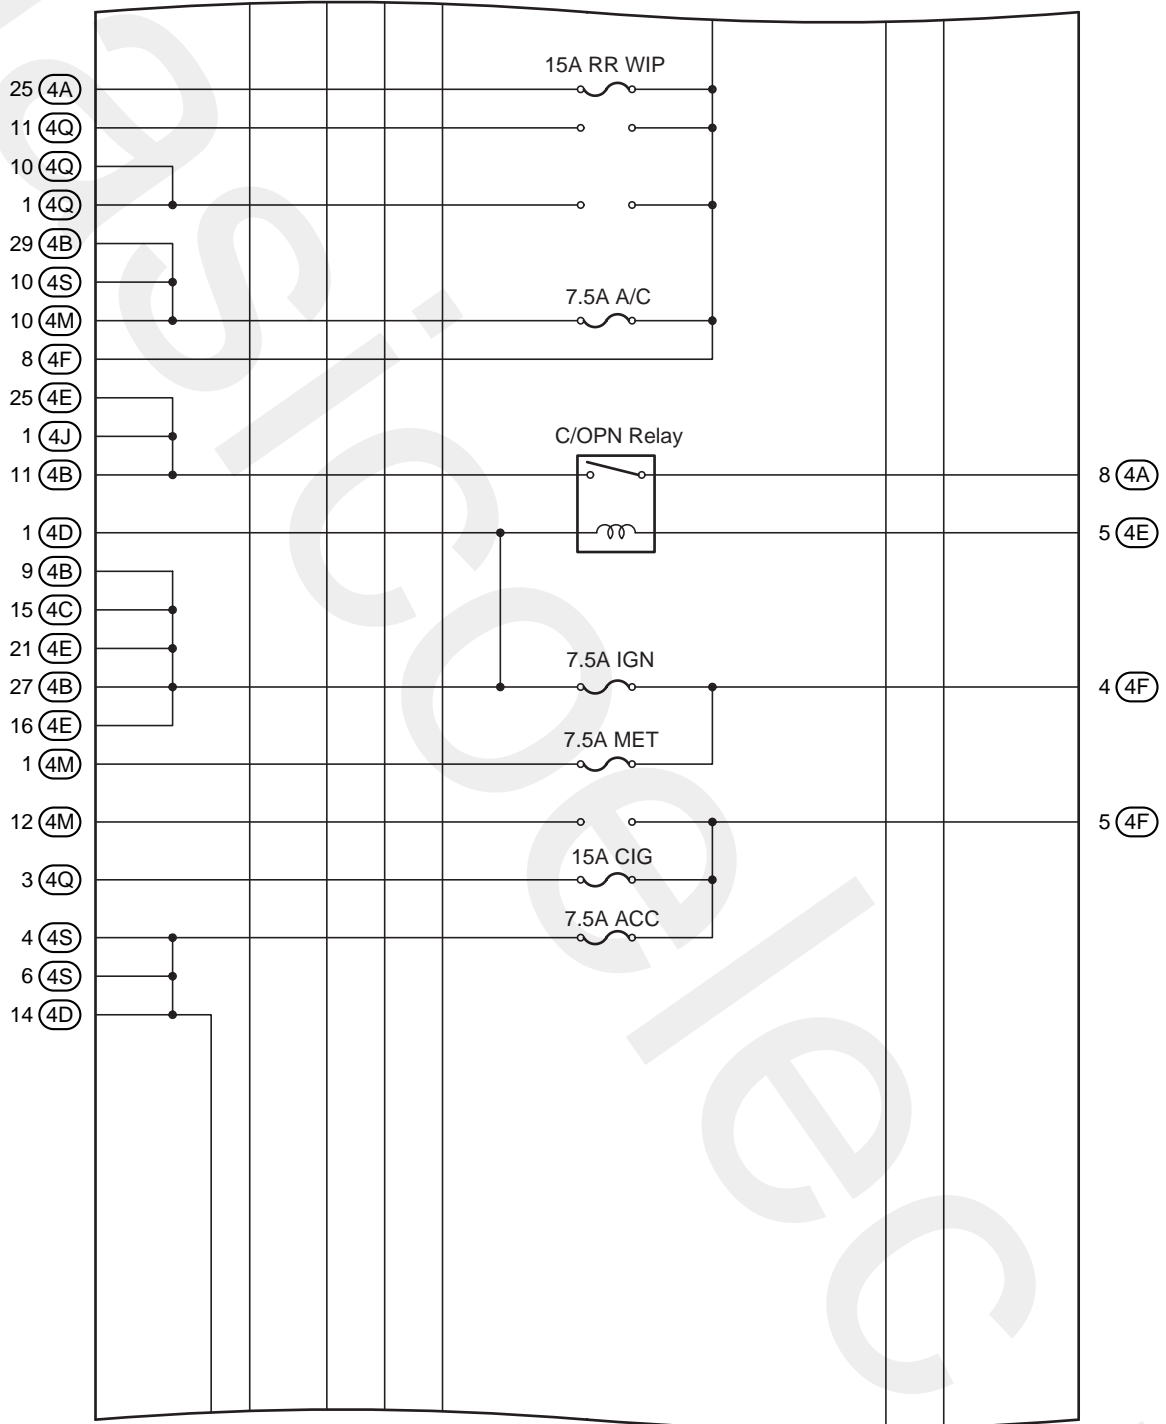 15A RR WIP
25 4A
11 4Q
10 4Q
1 4Q
29 4B
10 4S
7.5A A/C
10 4M
8 4F
25 4E
1 4J
C/OPN Relay
11 4B
8 4A
1 4D
5 4E
9 4B
15 4C
21 4E
7.5A IGN
27 4B
4 4F
16 4E
7.5A MET
1 4M
12 4M
5 4F
15A CIG
3 4Q
7.5A ACC
4 4S
6 4S
14 4D
asicoelec